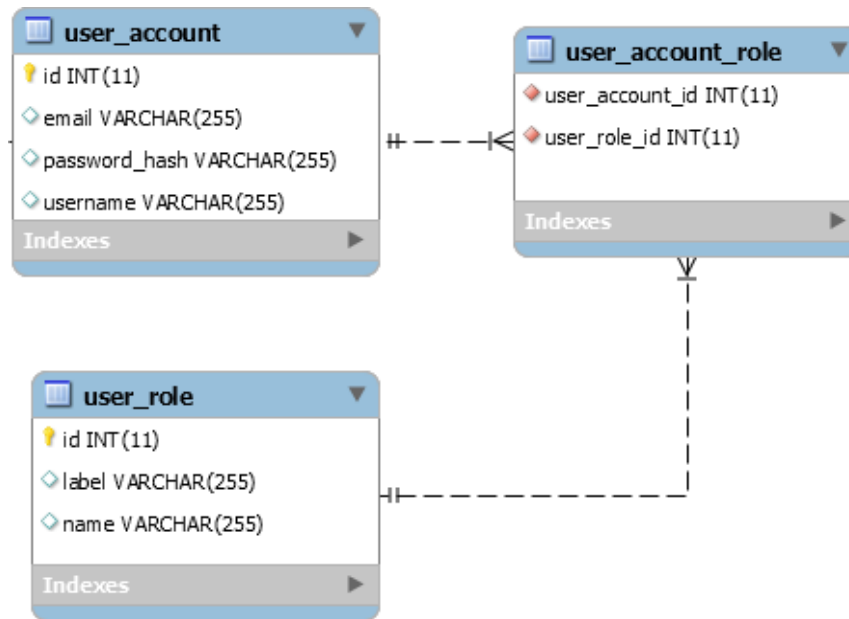 user_account
id INT(11)
email VARCHAR(255)
password_hash VARCHAR(255)
username VARCHAR(255)
Indexes
user_account_role
user_account_id INT(11)
user_role_id INT(11)
Indexes
user_role
id INT(11)
label VARCHAR(255)
name VARCHAR(255)
Indexes